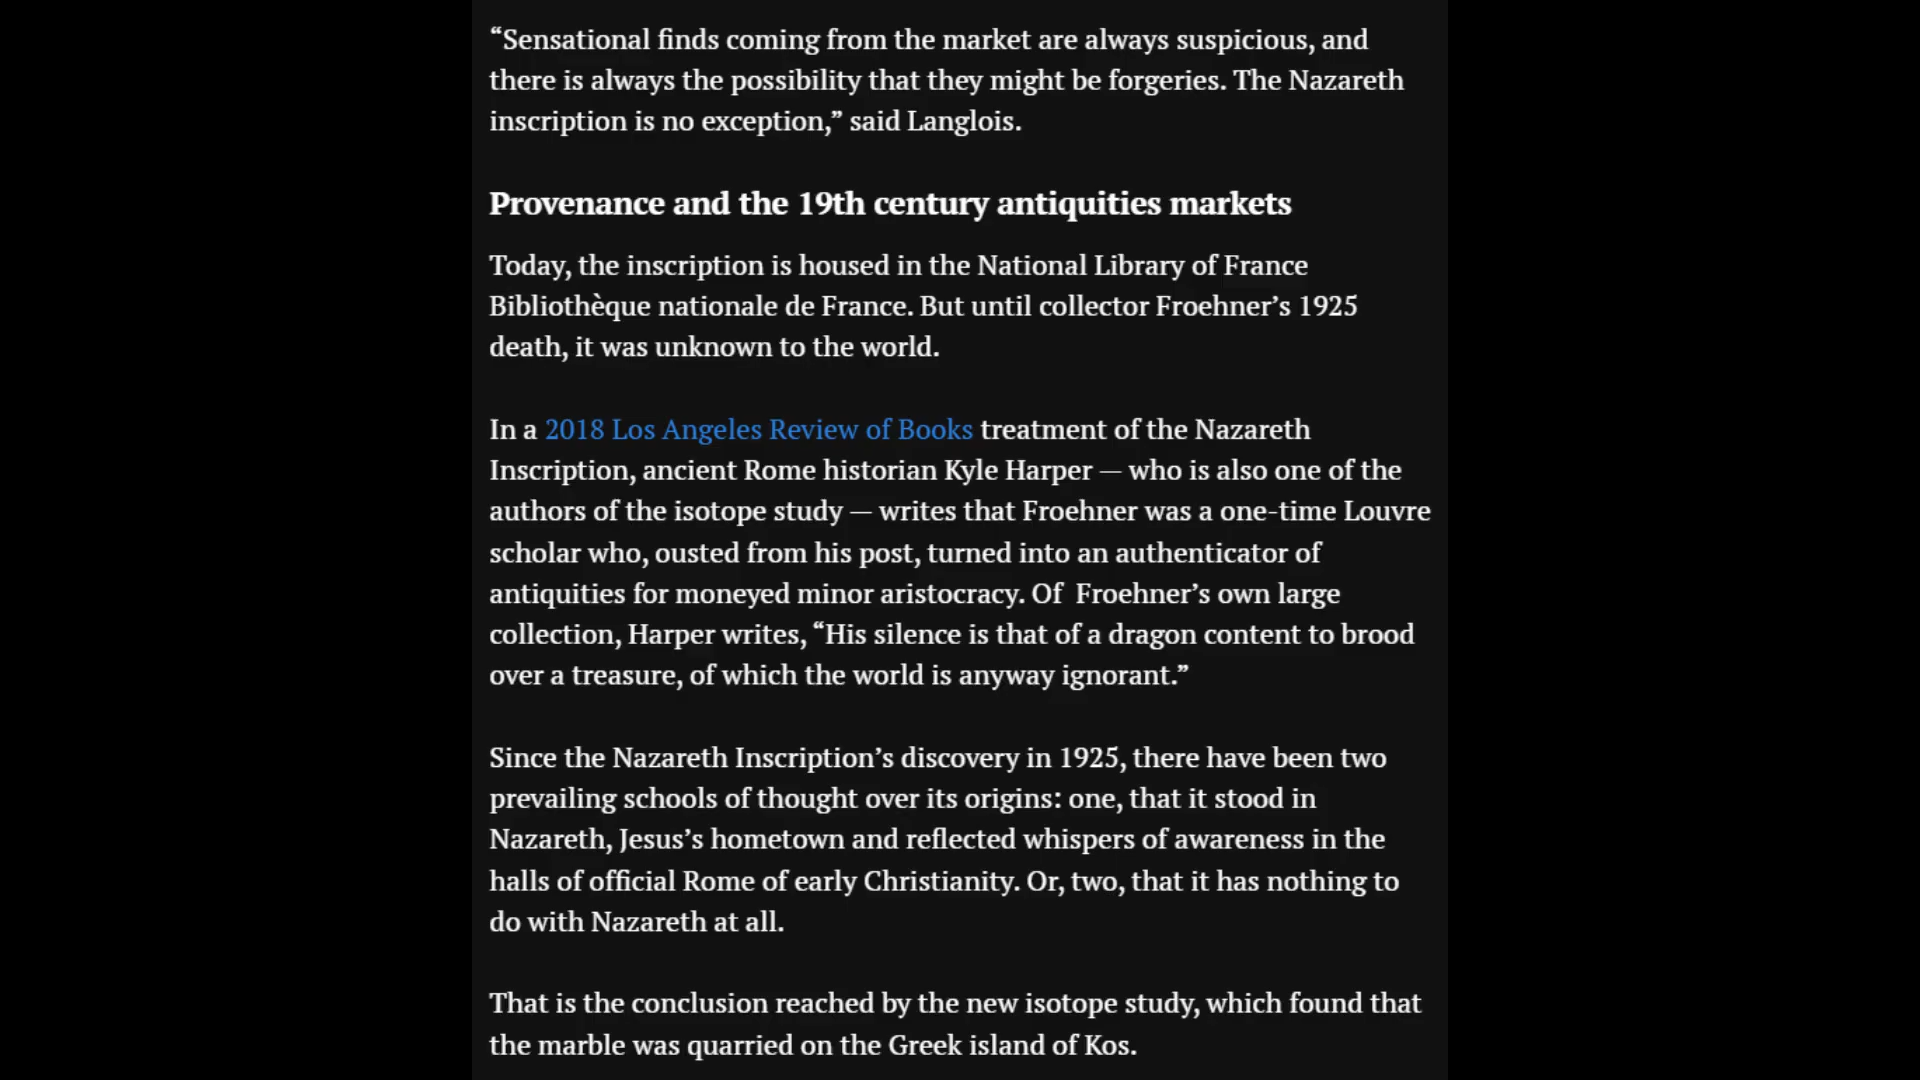 “Sensational finds coming from the market are always suspicious, and
there is always the possibility that they might be forgeries. The Nazareth
inscription is no exception,” said Langlois.
Provenance and the 19th century antiquities markets
Today, the inscription is housed in the National Library of France
Bibliothèque nationale de France. But until collector Froehner’s 1925
death, it was unknown to the world.
In a 2018 Los Angeles Review of Books treatment of the Nazareth
Inscription, ancient Rome historian Kyle Harper — who is also one of the
authors of the isotope study — writes that Froehner was a one-time Louvre
scholar who, ousted from his post, turned into an authenticator of
antiquities for moneyed minor aristocracy. Of  Froehner’s own large
collection, Harper writes, “His silence is that of a dragon content to brood
over a treasure, of which the world is anyway ignorant.”
Since the Nazareth Inscription’s discovery in 1925, there have been two
prevailing schools of thought over its origins: one, that it stood in
Nazareth, Jesus’s hometown and reflected whispers of awareness in the
halls of official Rome of early Christianity. Or, two, that it has nothing to
do with Nazareth at all.
That is the conclusion reached by the new isotope study, which found that
the marble was quarried on the Greek island of Kos.